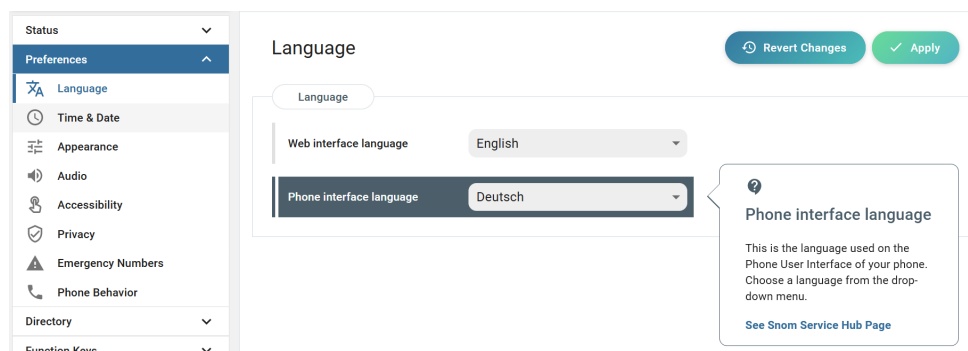 Status
Preferences
Language
Time & Date
Appearance
Audio
Accessibility
Privacy
Emergency Numbers
Phone Behavior
Directory
Function Keys
Language
Revert Changes
Apply
Language
Web interface language
English
Phone interface language
Deutsch
Phone interface language
This is the language used on the
Phone User Interface of your phone.
Choose a language from the drop-
down menu.
See Snom Service Hub Page